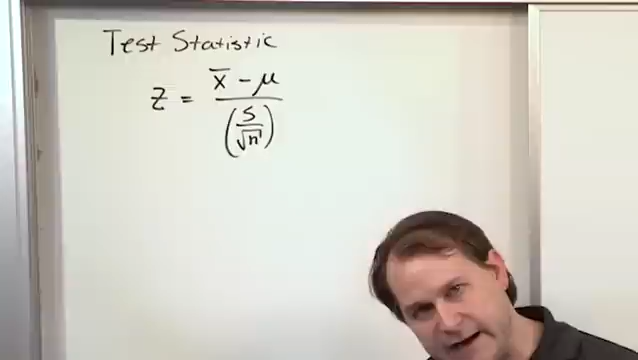 Test Statistic
z = x̄ - μ / (s/√n)